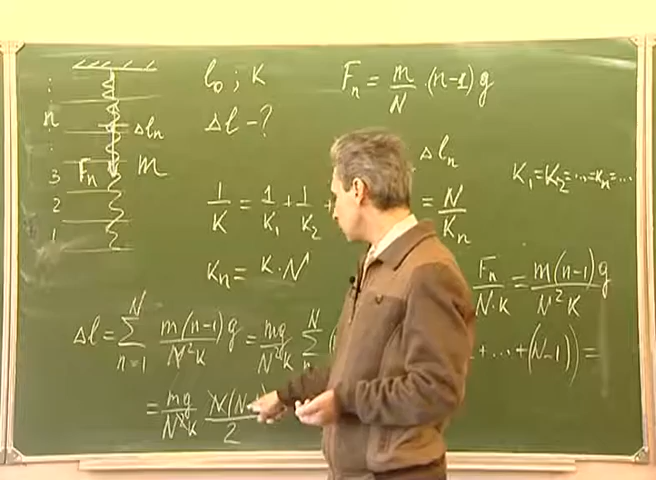 l₀ ; K
Fₙ = m/N · (n-1) g
n
Δlₙ
Δl - ?
3
Fₙ
m
2
1
Δlₙ
K₁ = K₂ = ... = Kₙ = ...
1/K = 1/K₁ + 1/K₂
= N/Kₙ
Kₙ = K · N
Fₙ/N·K = m(n-1)g/N²K
Δl = Σ_{n=1}^{N} m(n-1)g/N²K = mg/N²K Σ^{N}
+ ... + (N-1)) =
= mg/N²K N(N-
2